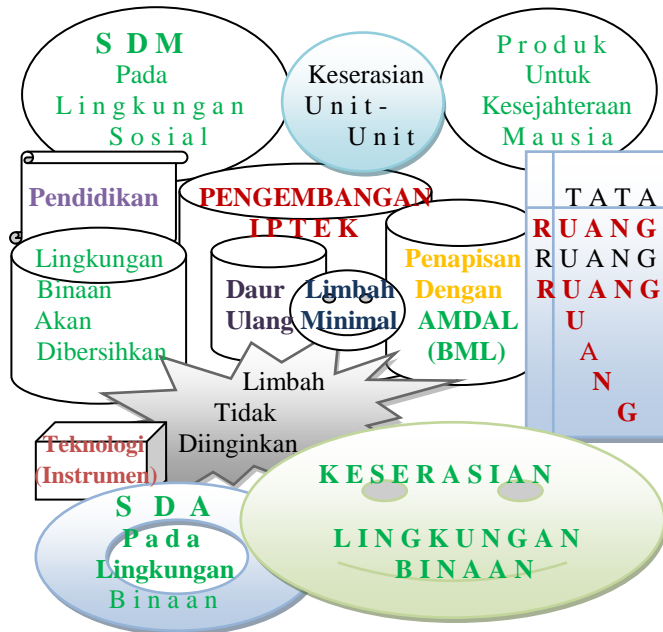 S D M
Pada
L i n g k u n g a n
S o s i a l
Keserasian
U n i t -
U n i t
P r o d u k
Untuk
Kesejahteraan
M a u s i a
Pendidikan
PENGEMBANGAN
I P T E K
T A T A
R U A N G
R U A N G
R U A N G
U
A
N
G
Lingkungan
Binaan
Akan
Dibersihkan
Daur
Ulang
Limbah
Minimal
Penapisan
Dengan
AMDAL
(BML)
Limbah
Tidak
Diinginkan
Teknologi
(Instrumen)
S D A
P a d a
Lingkungan
B i n a a n
K E S E R A S I A N
L I N G K U N G A N
B I N A A N